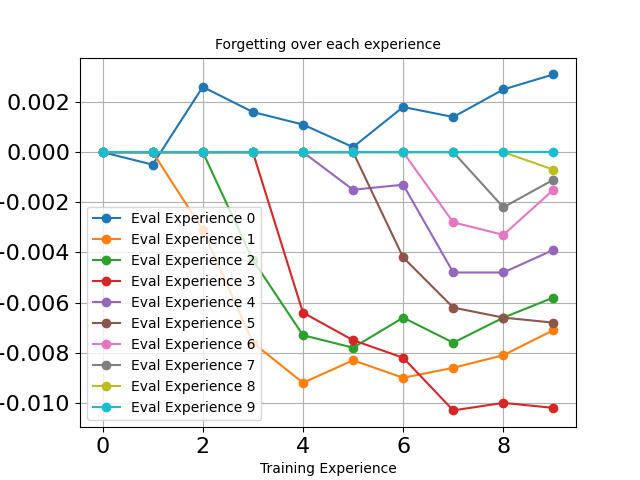 Forgetting over each experience
0.002
0.000
-0.002
-0.004
-0.006
-0.008
-0.010
Eval Experience 0
Eval Experience 1
Eval Experience 2
Eval Experience 3
Eval Experience 4
Eval Experience 5
Eval Experience 6
Eval Experience 7
Eval Experience 8
Eval Experience 9
0 2 4 6 8
Training Experience